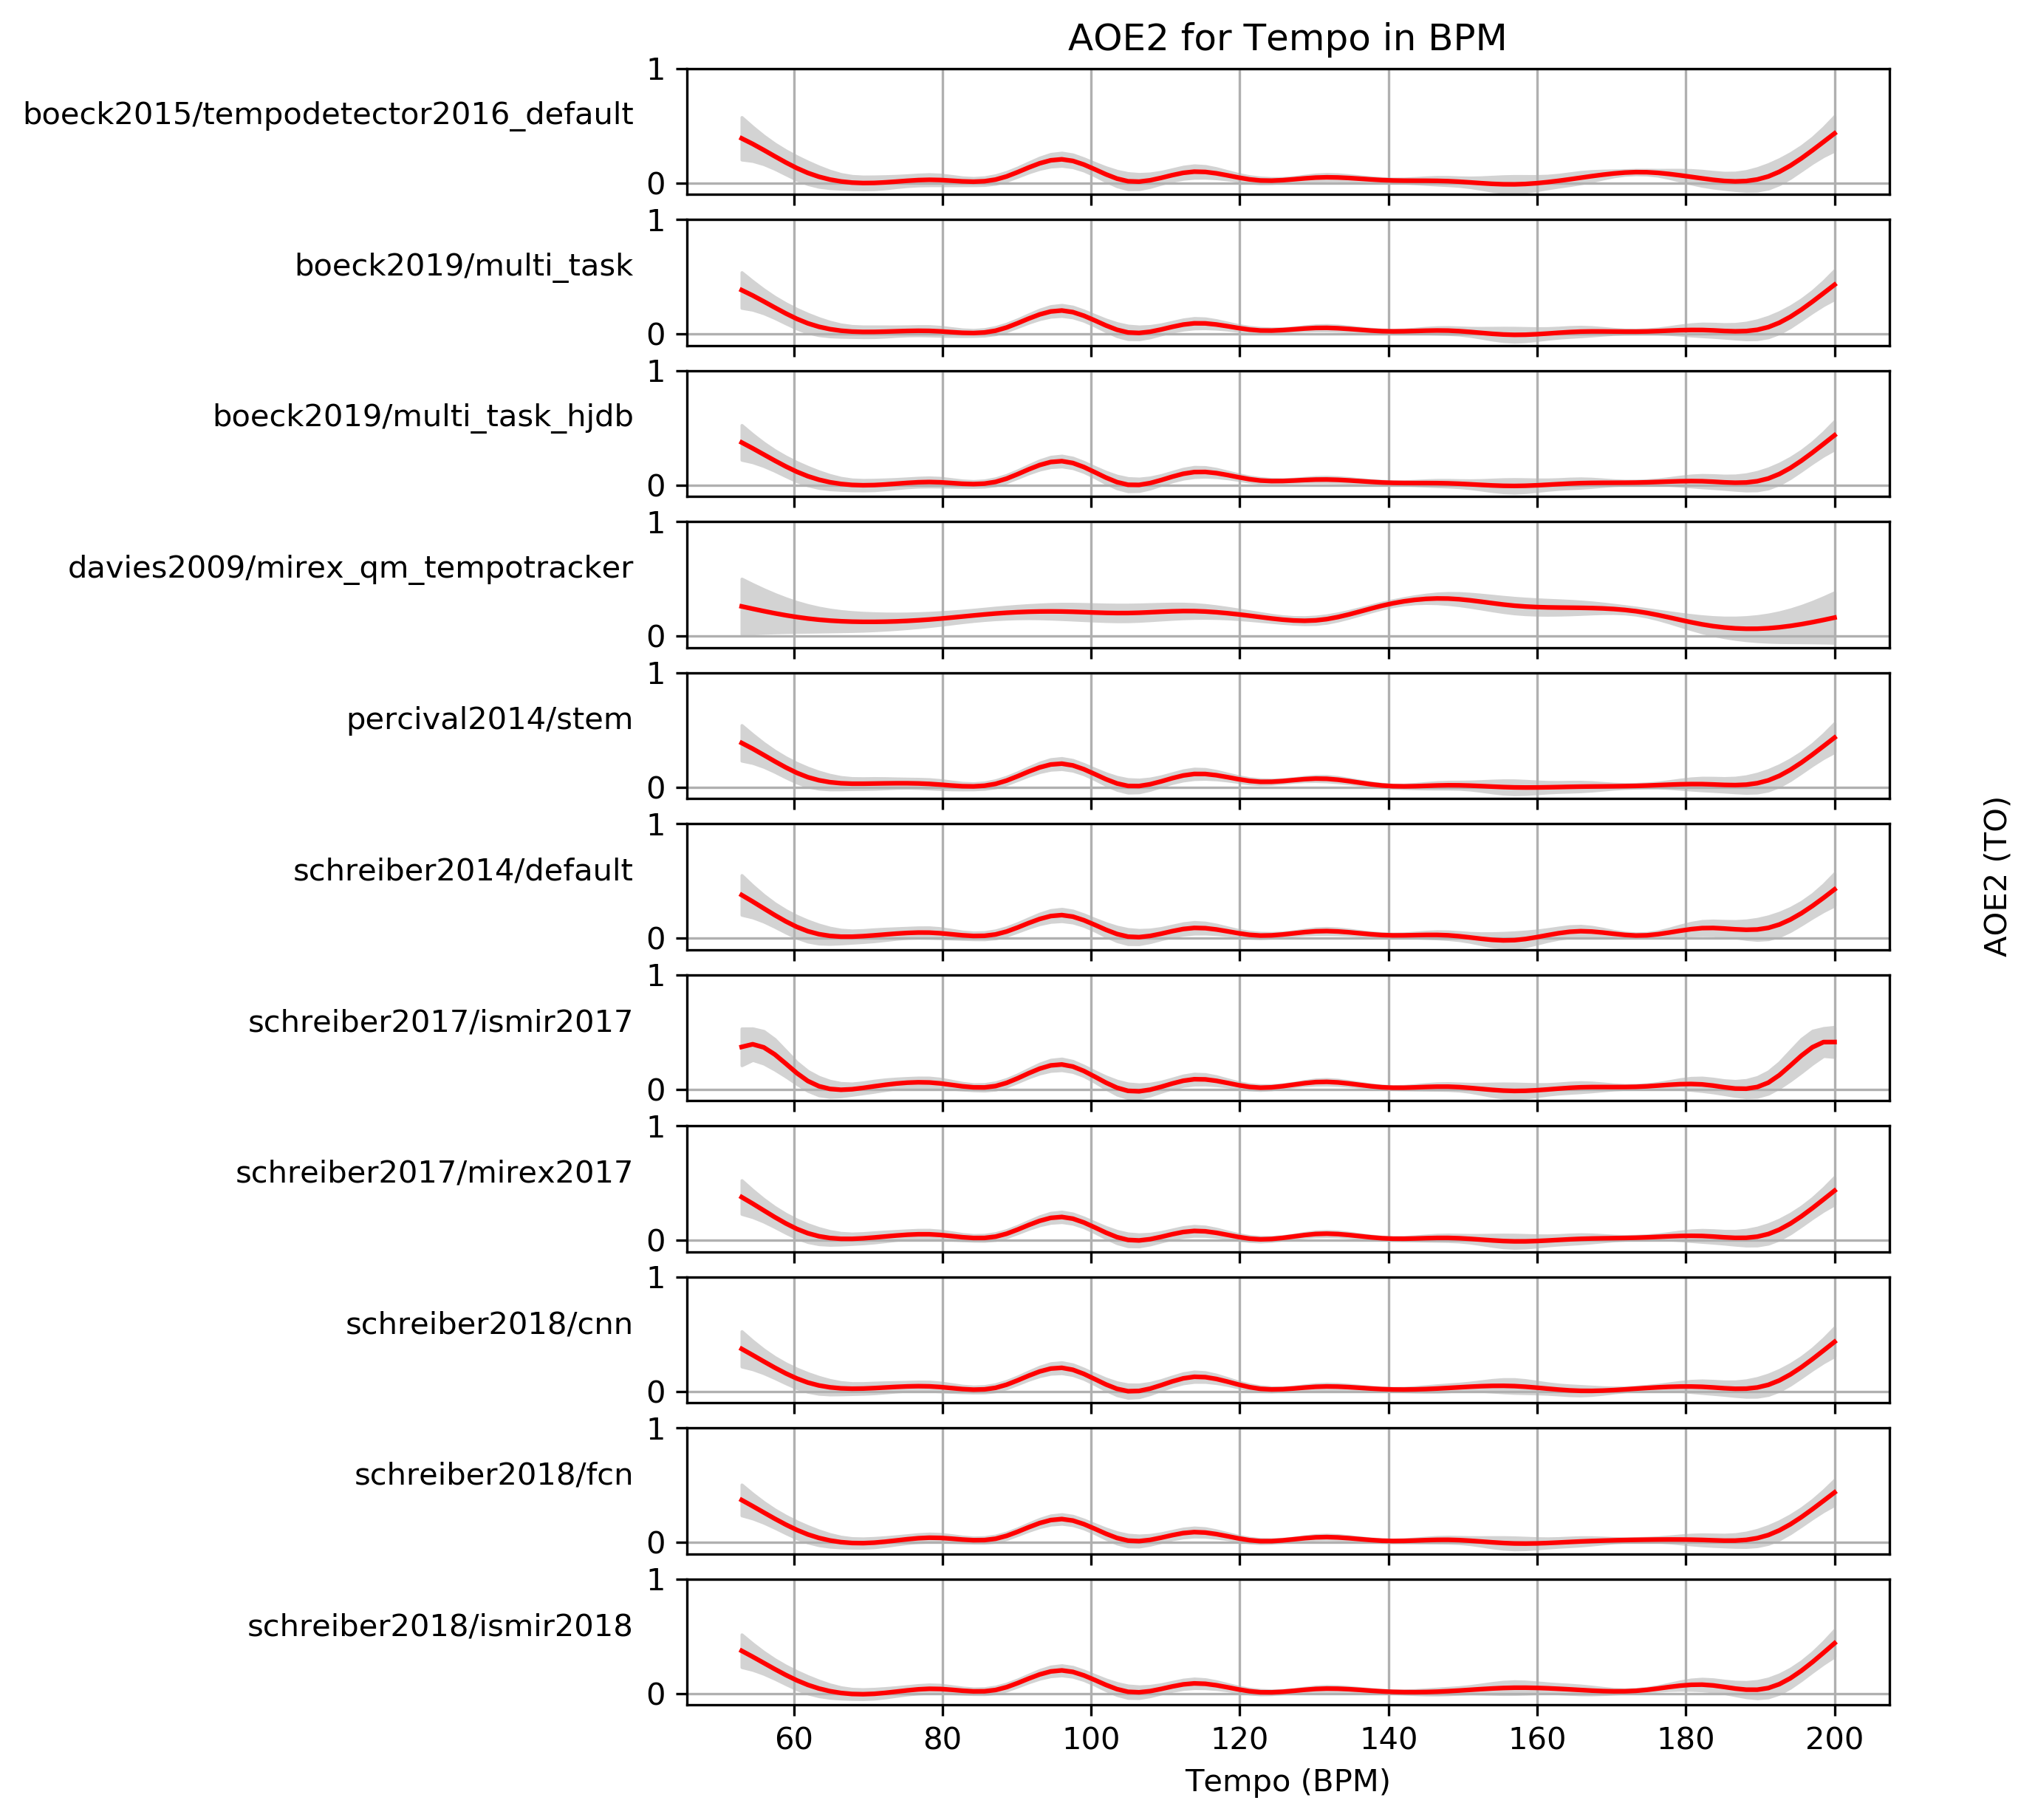 AOE2 for Tempo in BPM
1
boeck2015/tempodetector2016_default
0
1
boeck2019/multi_task
0
1
boeck2019/multi_task_hjdb
0
1
davies2009/mirex_qm_tempotracker
0
1
percival2014/stem
0
1
schreiber2014/default
0
AOE2 (TO)
1
schreiber2017/ismir2017
0
1
schreiber2017/mirex2017
0
1
schreiber2018/cnn
0
1
schreiber2018/fcn
0
1
schreiber2018/ismir2018
0
60 80 100 120 140 160 180 200
Tempo (BPM)